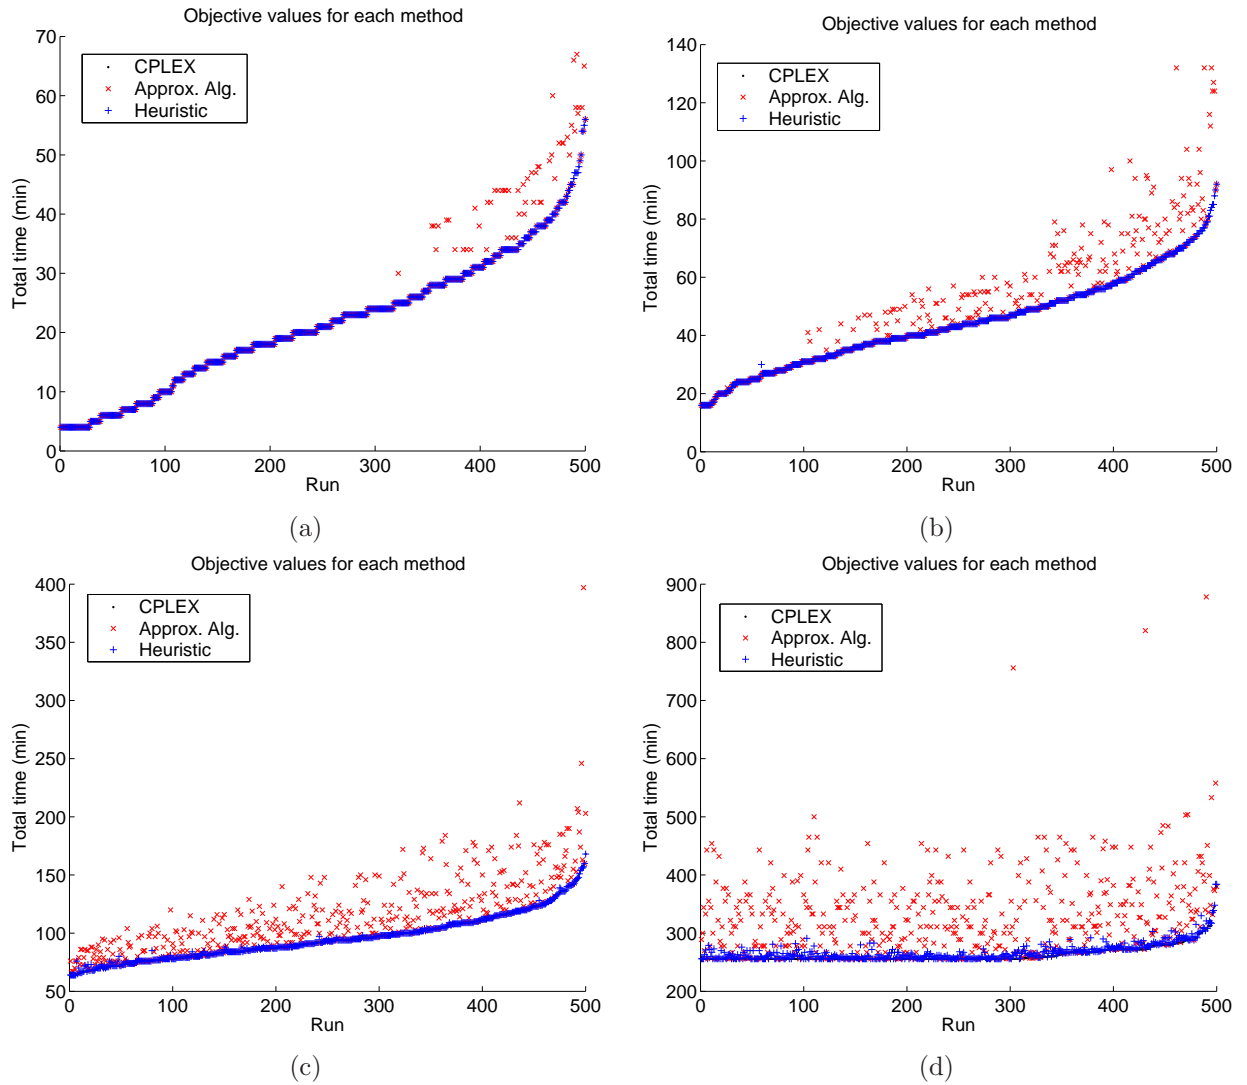 Objective values for each method
70
60
50
40
30
20
10
0
Total time (min)
CPLEX
Approx. Alg.
Heuristic
0 100 200 300 400 500
Run
(a)
Objective values for each method
140
120
100
80
60
40
20
0
Total time (min)
CPLEX
Approx. Alg.
Heuristic
0 100 200 300 400 500
Run
(b)
Objective values for each method
400
350
300
250
200
150
100
50
Total time (min)
CPLEX
Approx. Alg.
Heuristic
0 100 200 300 400 500
Run
(c)
Objective values for each method
900
800
700
600
500
400
300
200
Total time (min)
CPLEX
Approx. Alg.
Heuristic
0 100 200 300 400 500
Run
(d)